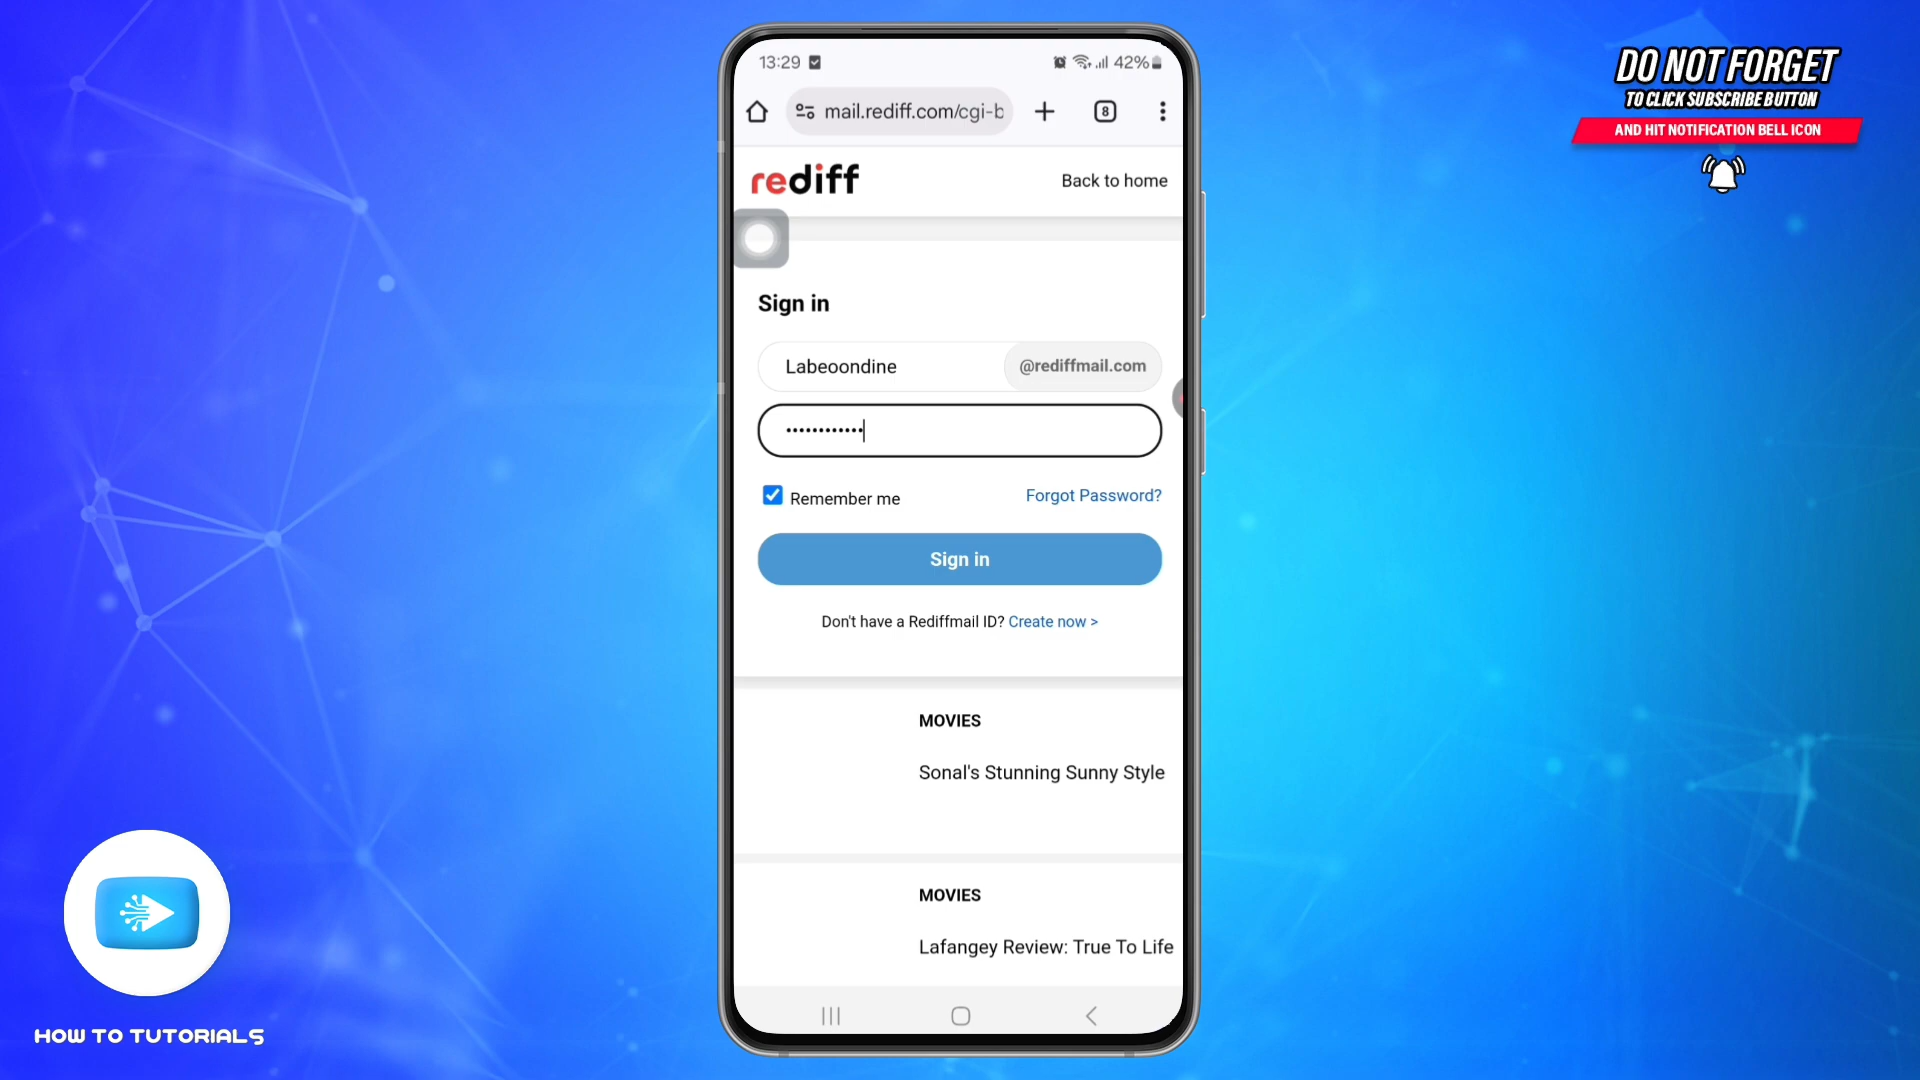 DO NOT FORGET
TO CLICK SUBSCRIBE BUTTON
AND HIT NOTIFICATION BELL ICON
13:29
42%
mail.rediff.com/cgi-b
8
rediff
Back to home
Sign in
Labeoondine
@rediffmail.com
••••••••••••
Remember me
Forgot Password?
Sign in
Don't have a Rediffmail ID? Create now >
MOVIES
Sonal's Stunning Sunny Style
MOVIES
Lafangey Review: True To Life
HOW TO TUTORIALS